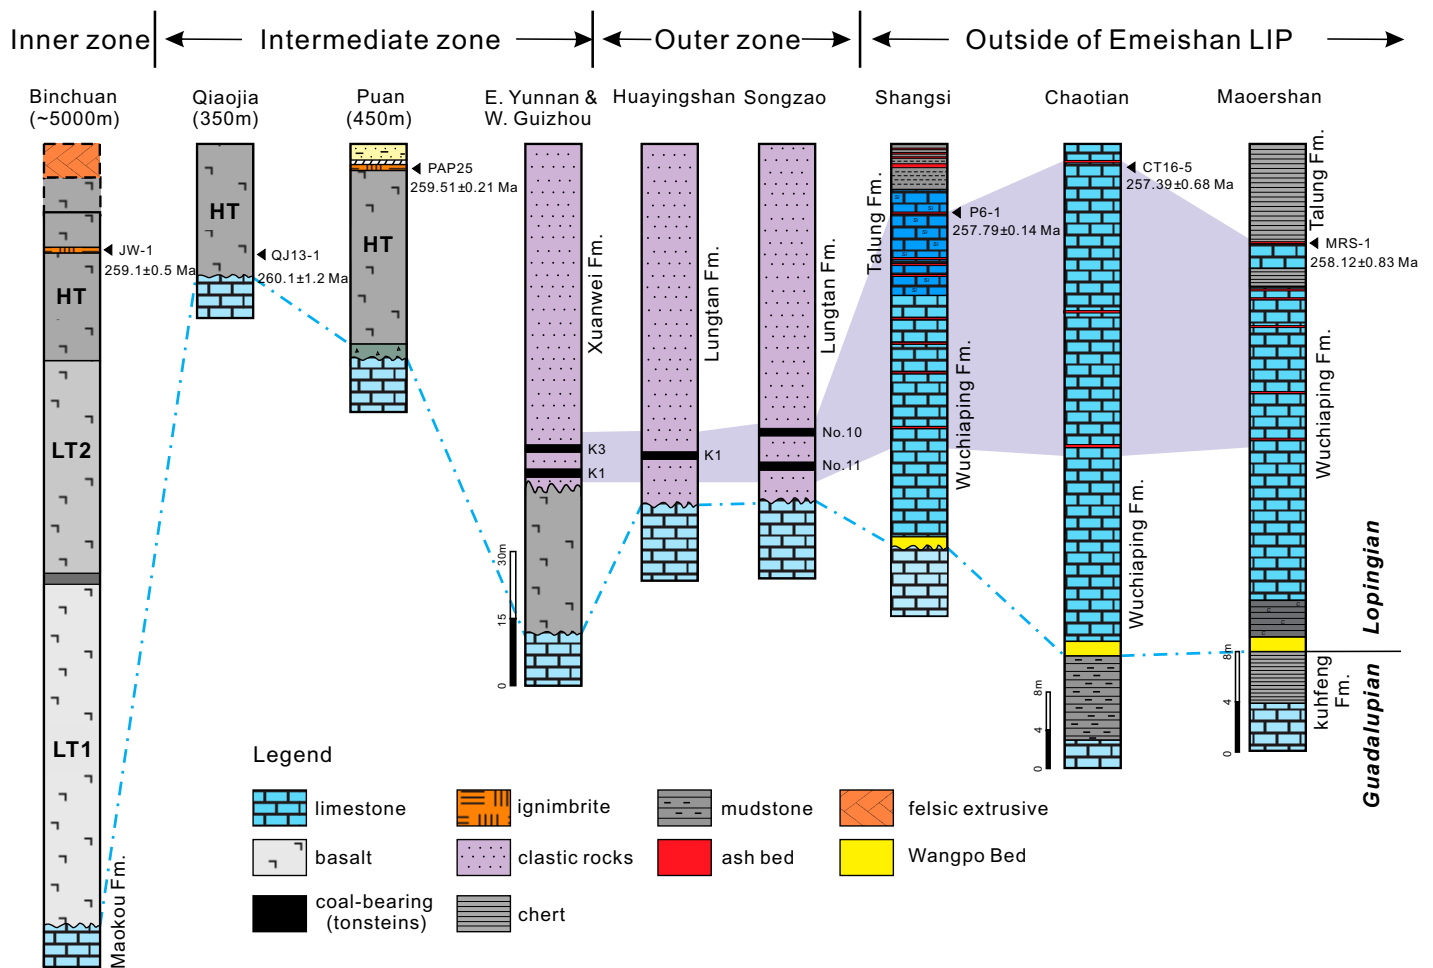 Inner zone
Intermediate zone
Outer zone
Outside of Emeishan LIP
Binchuan
(~5000m)
Qiaojia
(350m)
Puan
(450m)
E. Yunnan &
W. Guizhou
Huayingshan
Songzao
Shangsi
Chaotian
Maoershan
JW-1
259.1±0.5 Ma
HT
LT2
LT1
Maokou Fm.
HT
QJ13-1
260.1±1.2 Ma
PAP25
259.51±0.21 Ma
HT
Xuanwei Fm.
K3
K1
30m
15
0
Lungtan Fm.
K1
Lungtan Fm.
No.10
No.11
Talung Fm.
P6-1
257.79±0.14 Ma
Wuchiaping Fm.
CT16-5
257.39±0.68 Ma
Wuchiaping Fm.
8m
4
0
Talung Fm.
MRS-1
258.12±0.83 Ma
Wuchiaping Fm.
kuhfeng
Fm.
8m
4
0
Lopingian
Guadalupian
Legend
limestone
ignimbrite
mudstone
felsic extrusive
basalt
clastic rocks
ash bed
Wangpo Bed
coal-bearing
(tonsteins)
chert